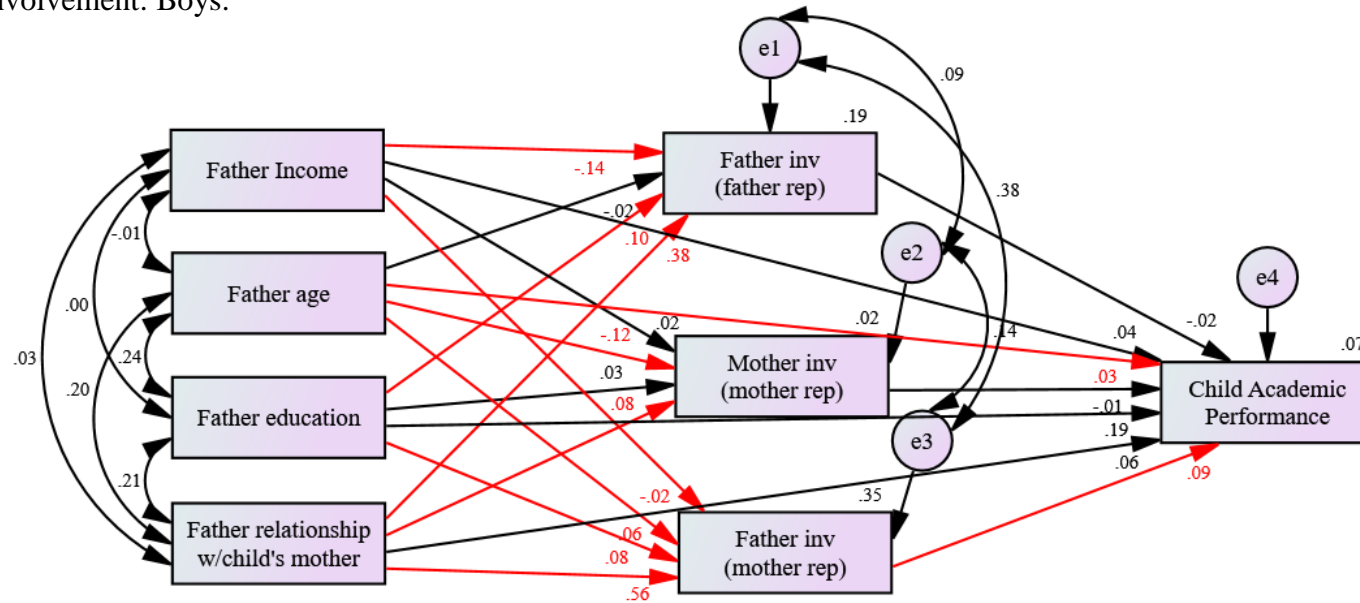 nvolvement. Boys.
e1
.09
.19
Father Income
Father inv
(father rep)
-.14
.38
-.02
-.01
.10
.38
e2
e4
Father age
.00
.02
.02
.14
.04
-.02
-.12
.07
.03
.24
Mother inv
(mother rep)
.03
.03
Child Academic
Performance
.20
.08
-.01
Father education
.19
e3
.06
.09
.21
-.02
.35
Father relationship
w/child's mother
.06
Father inv
(mother rep)
.08
.56